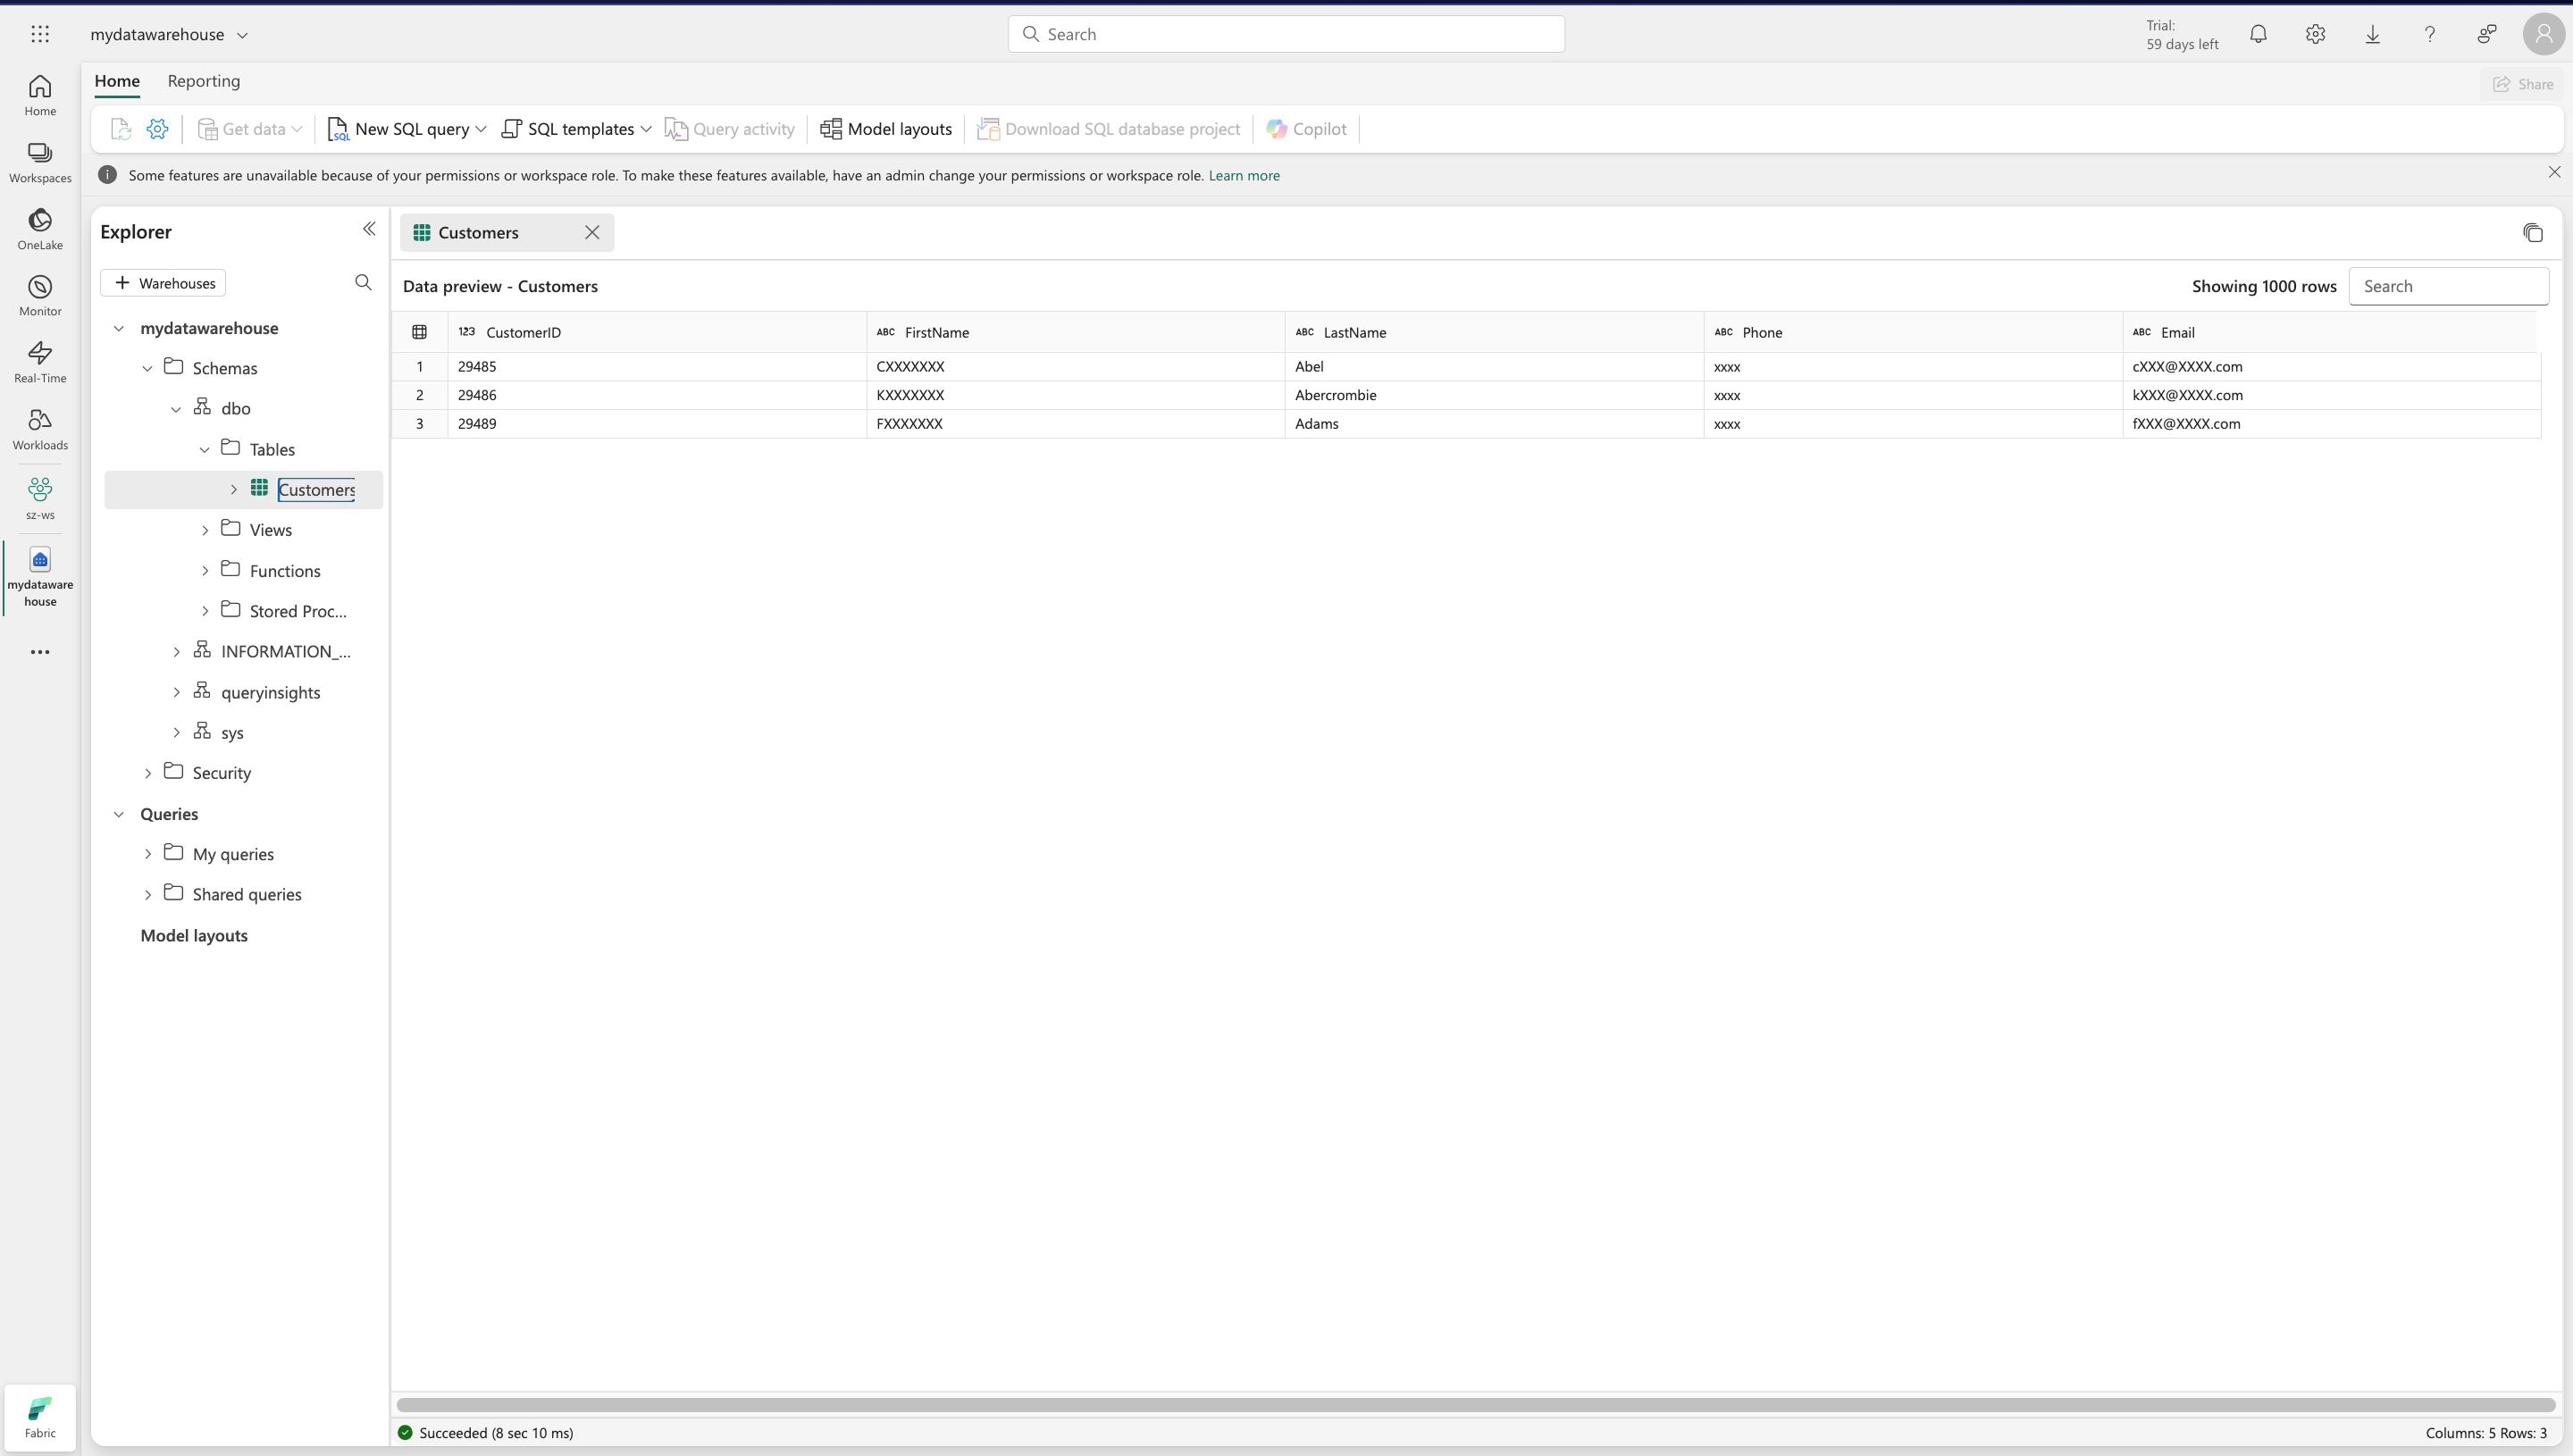 mydatawarehouse
Search
Trial:
59 days left
Home
Reporting
Share
Get data
New SQL query
SQL templates
Query activity
Model layouts
Download SQL database project
Copilot
Some features are unavailable because of your permissions or workspace role. To make these features available, have an admin change your permissions or workspace role. Learn more
Home
Workspaces
OneLake
Monitor
Real-Time
Workloads
sz-ws
mydataware
house
Fabric
Explorer
Warehouses
mydatawarehouse
Schemas
dbo
Tables
Customers
Views
Functions
Stored Proc...
INFORMATION_...
queryinsights
sys
Security
Queries
My queries
Shared queries
Model layouts
Customers
Data preview - Customers
Showing 1000 rows
Search
123 CustomerID ABC FirstName ABC LastName ABC Phone ABC Email
1 29485 CXXXXXXX Abel xxxx cXXX@XXXX.com
2 29486 KXXXXXXX Abercrombie xxxx kXXX@XXXX.com
3 29489 FXXXXXXX Adams xxxx fXXX@XXXX.com
Succeeded (8 sec 10 ms)
Columns: 5 Rows: 3